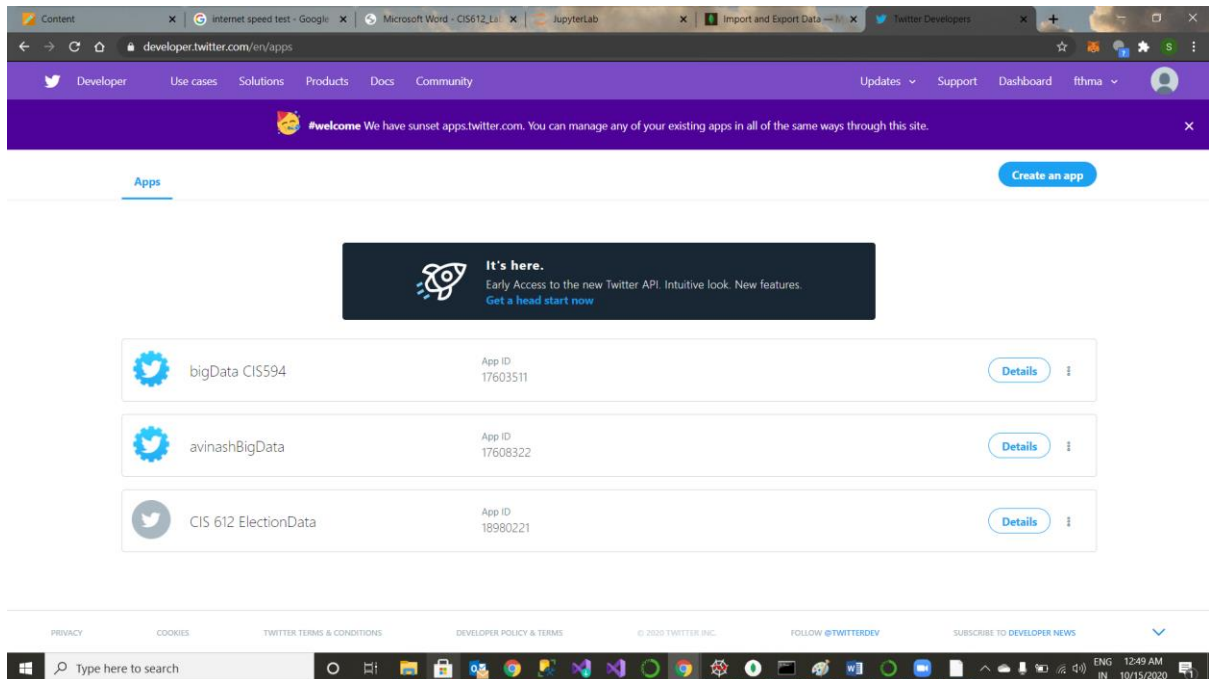 Content
internet speed test - Google
Microsoft Word - CIS612_La
JupyterLab
Import and Export Data — M
Twitter Developers
developer.twitter.com/en/apps
S
Developer Use cases Solutions Products Docs Community Updates Support Dashboard fthma
#welcome We have sunset apps.twitter.com. You can manage any of your existing apps in all of the same ways through this site.
Apps
Create an app
It's here.
Early Access to the new Twitter API. Intuitive look. New features.
Get a head start now
bigData CIS594
App ID
17603511
Details
avinashBigData
App ID
17608322
Details
CIS 612 ElectionData
App ID
18980221
Details
PRIVACY COOKIES TWITTER TERMS & CONDITIONS DEVELOPER POLICY & TERMS © 2020 TWITTER INC. FOLLOW @TWITTERDEV SUBSCRIBE TO DEVELOPER NEWS
Type here to search
ENG
IN
12:49 AM
10/15/2020